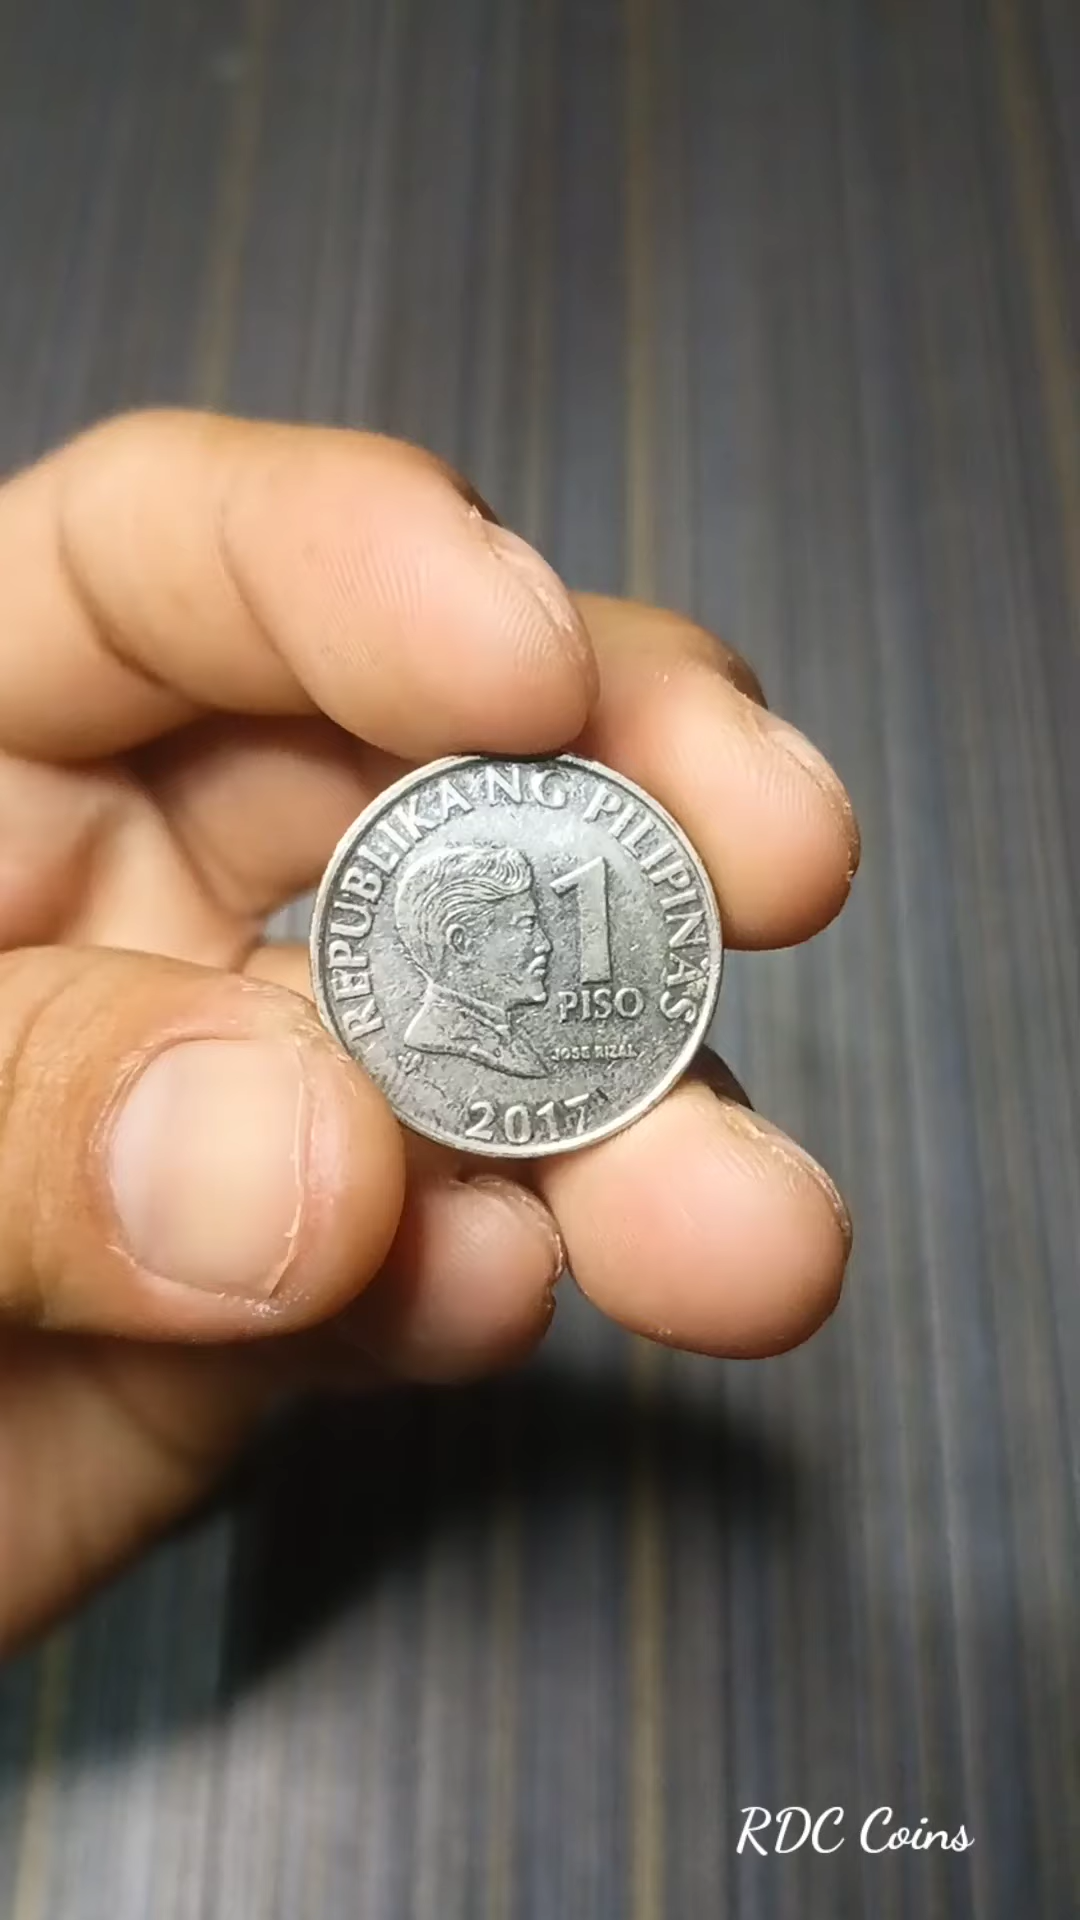 REPUBLIKA NG PILIPINAS
1
PISO
JOSE RIZAL
2017
RDC Coins